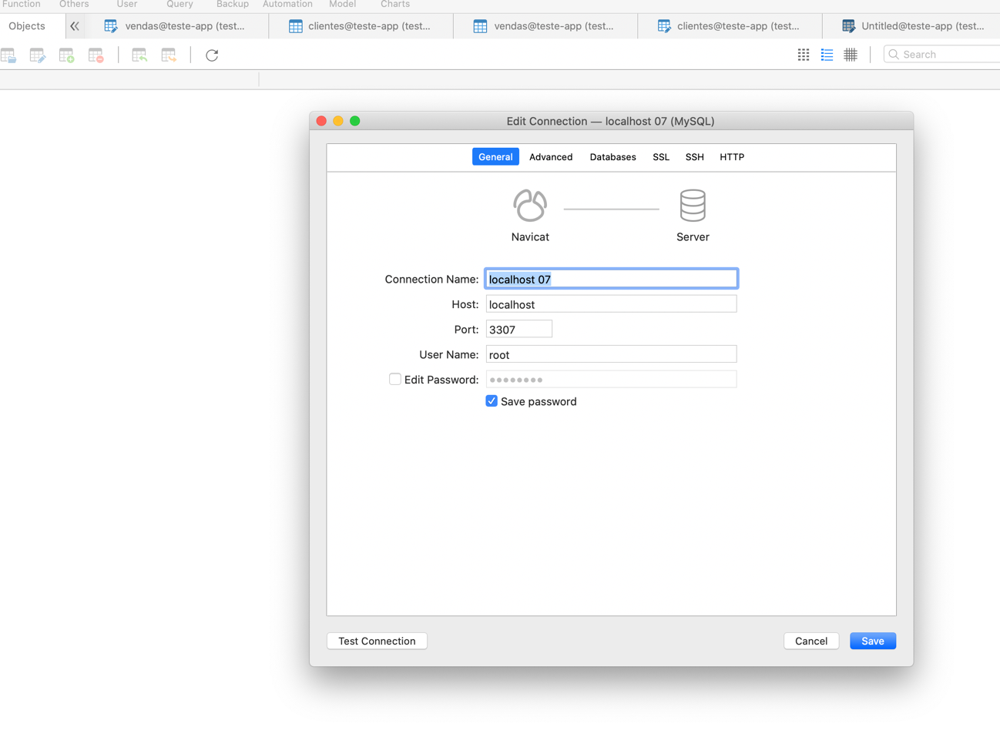 Function Others User Query Backup Automation Model Charts
Objects vendas@teste-app (test... clientes@teste-app (test... vendas@teste-app (test... clientes@teste-app (test... Untitled@teste-app (test...
Search
Edit Connection — localhost 07 (MySQL)
General Advanced Databases SSL SSH HTTP
Navicat Server
Connection Name: localhost 07
Host: localhost
Port: 3307
User Name: root
Edit Password: ••••••••
Save password
Test Connection Cancel Save